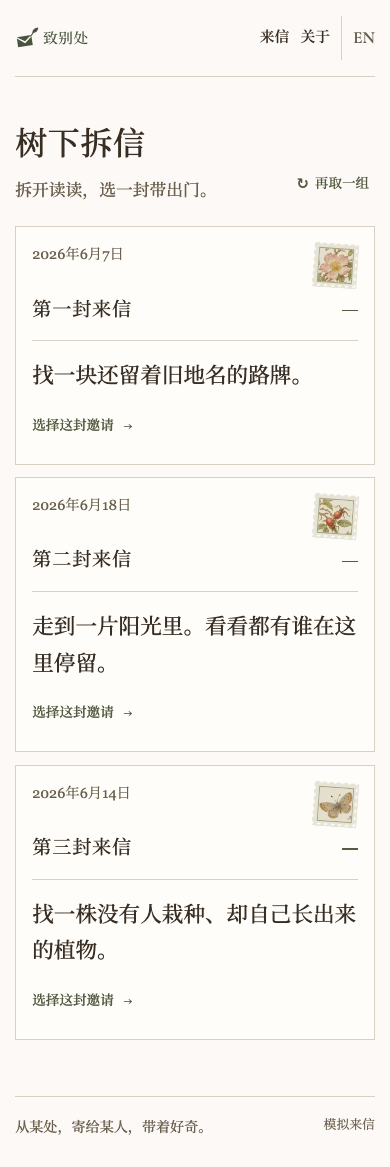 致别处
来信 关于 EN
树下拆信
拆开读读，选一封带出门。
↻ 再取一组
2026年6月7日
第一封来信
找一块还留着旧地名的路牌。
选择这封邀请 →
2026年6月18日
第二封来信
走到一片阳光里。看看都有谁在这
里停留。
选择这封邀请 →
2026年6月14日
第三封来信
找一株没有人栽种、却自己长出来
的植物。
选择这封邀请 →
从某处，寄给某人，带着好奇。
模拟来信